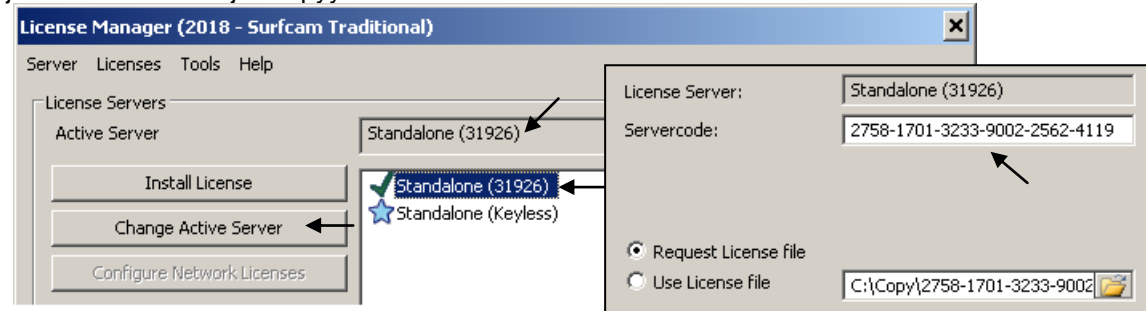 License Manager (2018 - Surfcam Traditional)
Server Licenses Tools Help
License Servers
Active Server
Standalone (31926)
Install License
Change Active Server
Configure Network Licenses
Standalone (31926)
Standalone (Keyless)
License Server:
Standalone (31926)
Servercode:
2758-1701-3233-9002-2562-4119
Request License file
Use License file
C:\Copy\2758-1701-3233-9002